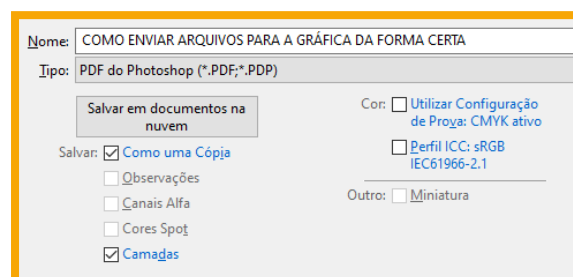 Nome: COMO ENVIAR ARQUIVOS PARA A GRÁFICA DA FORMA CERTA
Tipo: PDF do Photoshop (*.PDF;*.PDP)
Salvar em documentos na
nuvem
Salvar: Como uma Cópia
Observações
Canais Alfa
Cores Spot
Camadas
Cor: Utilizar Configuração
de Prova: CMYK ativo
Perfil ICC: sRGB
IEC61966-2.1
Outro: Miniatura